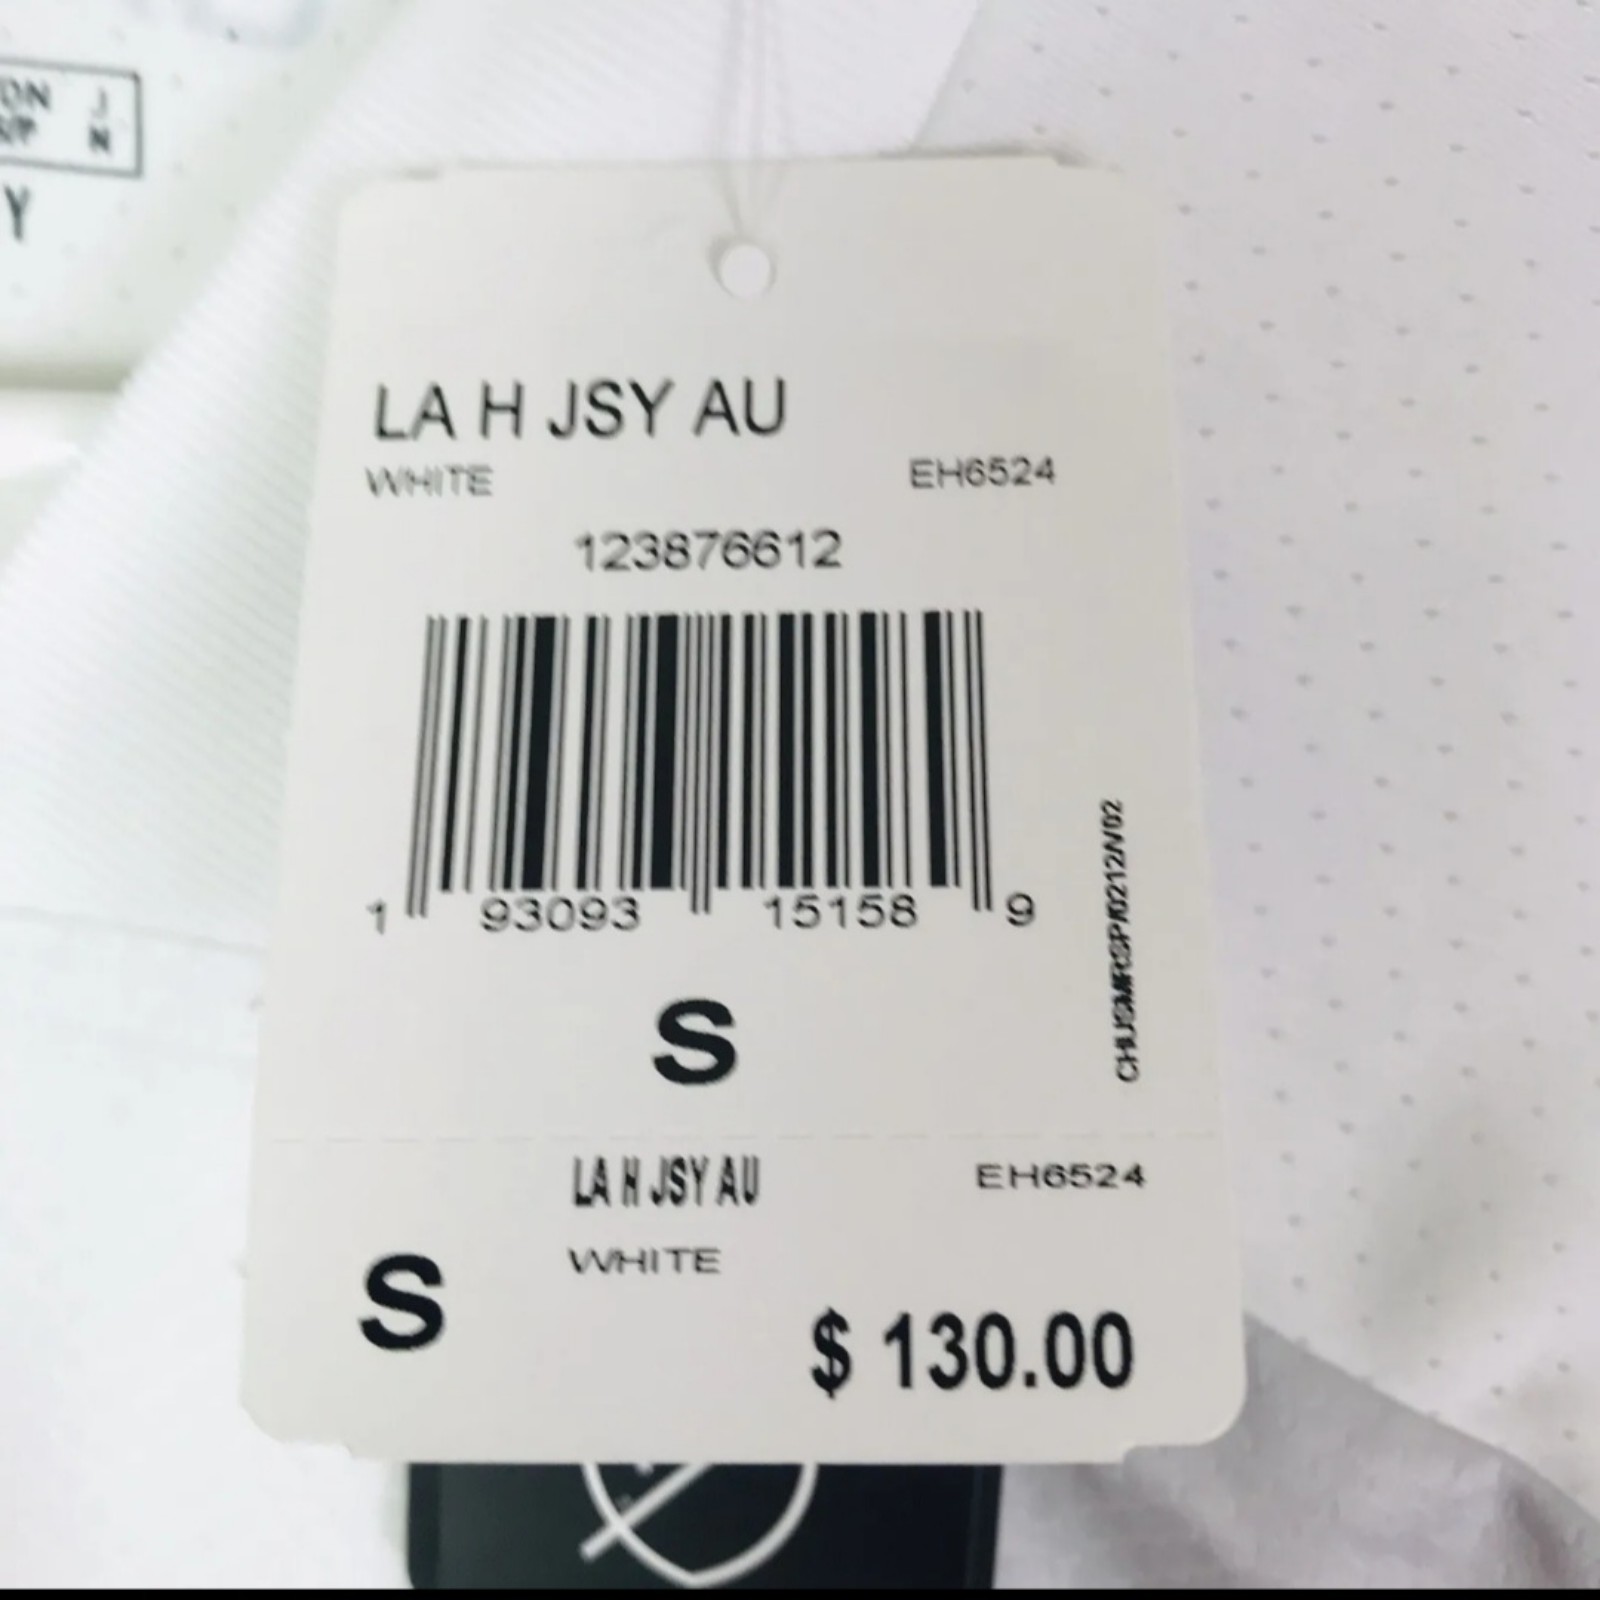 Y
LA H JSY AU
WHITE EH6524
123876612
1 93093 15158 9
S
LA H JSY AU EH6524
WHITE
S
$ 130.00